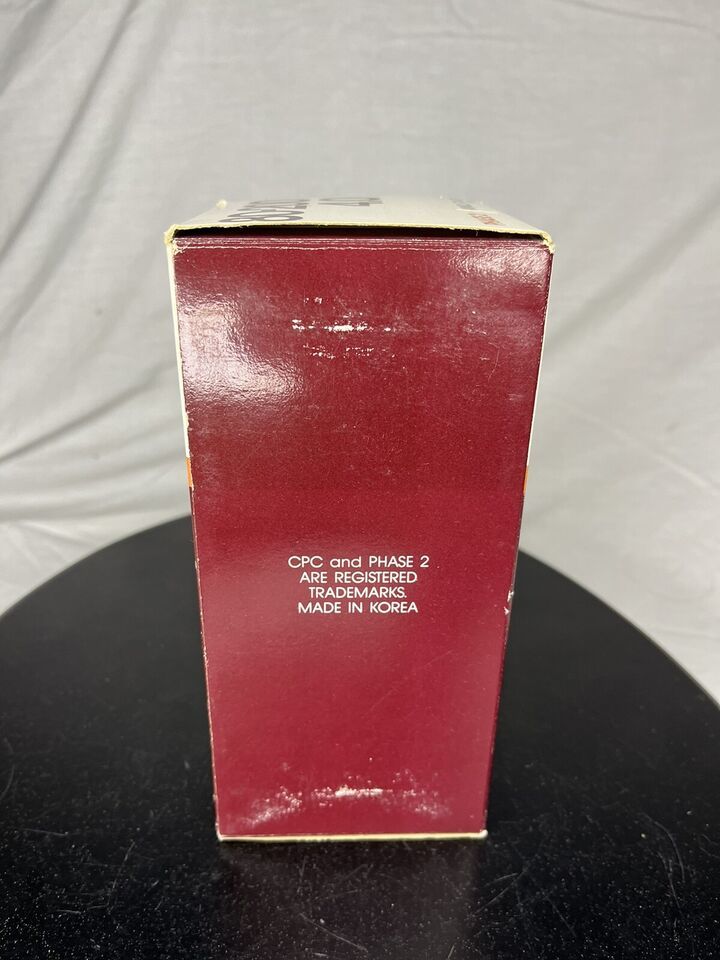 CPC and PHASE 2
ARE REGISTERED
TRADEMARKS.
MADE IN KOREA